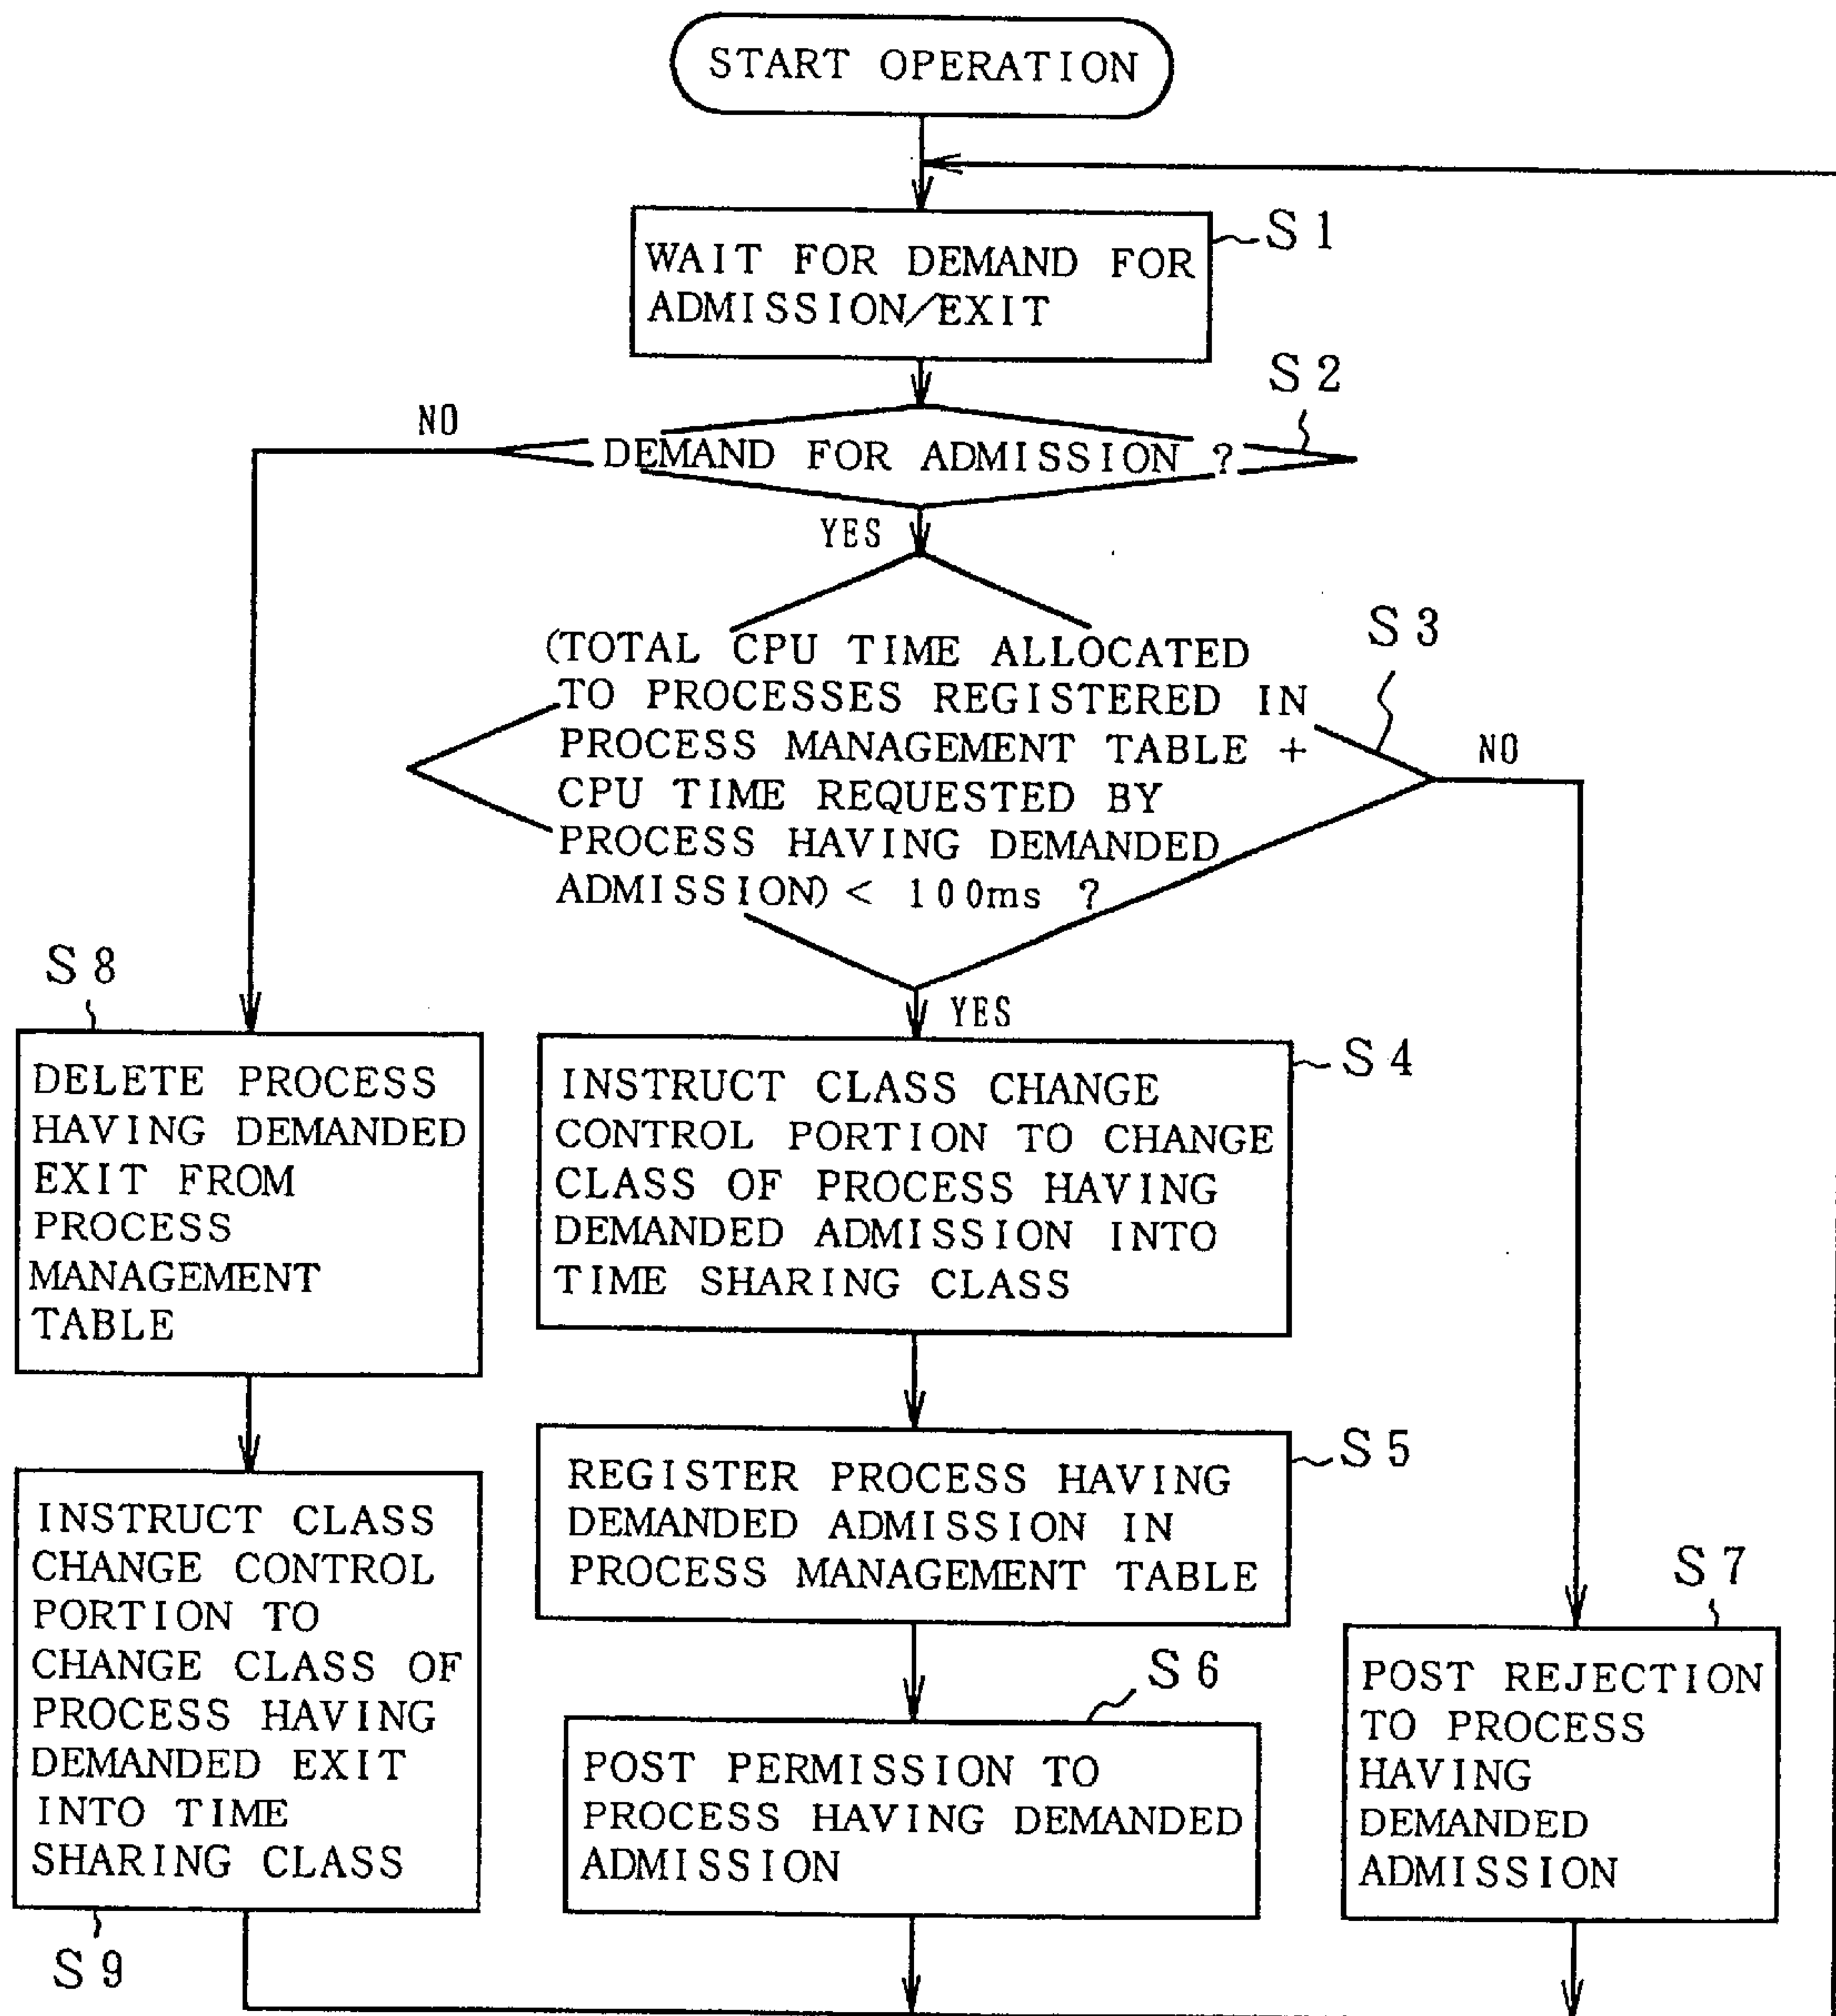 START OPERATION
S1
WAIT FOR DEMAND FOR
ADMISSION/EXIT
S2
NO
DEMAND FOR ADMISSION ?
YES
S3
(TOTAL CPU TIME ALLOCATED
TO PROCESSES REGISTERED IN
PROCESS MANAGEMENT TABLE +
CPU TIME REQUESTED BY
PROCESS HAVING DEMANDED
ADMISSION) < 100ms ?
NO
YES
S8
DELETE PROCESS
HAVING DEMANDED
EXIT FROM
PROCESS
MANAGEMENT
TABLE
S4
INSTRUCT CLASS CHANGE
CONTROL PORTION TO CHANGE
CLASS OF PROCESS HAVING
DEMANDED ADMISSION INTO
TIME SHARING CLASS
S5
REGISTER PROCESS HAVING
DEMANDED ADMISSION IN
PROCESS MANAGEMENT TABLE
INSTRUCT CLASS
CHANGE CONTROL
PORTION TO
CHANGE CLASS OF
PROCESS HAVING
DEMANDED EXIT
INTO TIME
SHARING CLASS
S9
S6
POST PERMISSION TO
PROCESS HAVING DEMANDED
ADMISSION
S7
POST REJECTION
TO PROCESS
HAVING
DEMANDED
ADMISSION